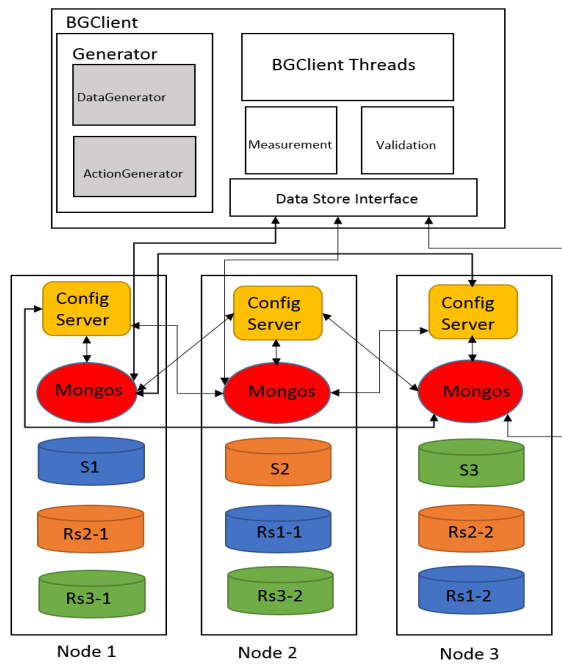 BGClient
Generator
DataGenerator
ActionGenerator
BGClient Threads
Measurement
Validation
Data Store Interface
Config
Server
Mongos
S1
Rs2-1
Rs3-1
Node 1
Config
Server
Mongos
S2
Rs1-1
Rs3-2
Node 2
Config
Server
Mongos
S3
Rs2-2
Rs1-2
Node 3